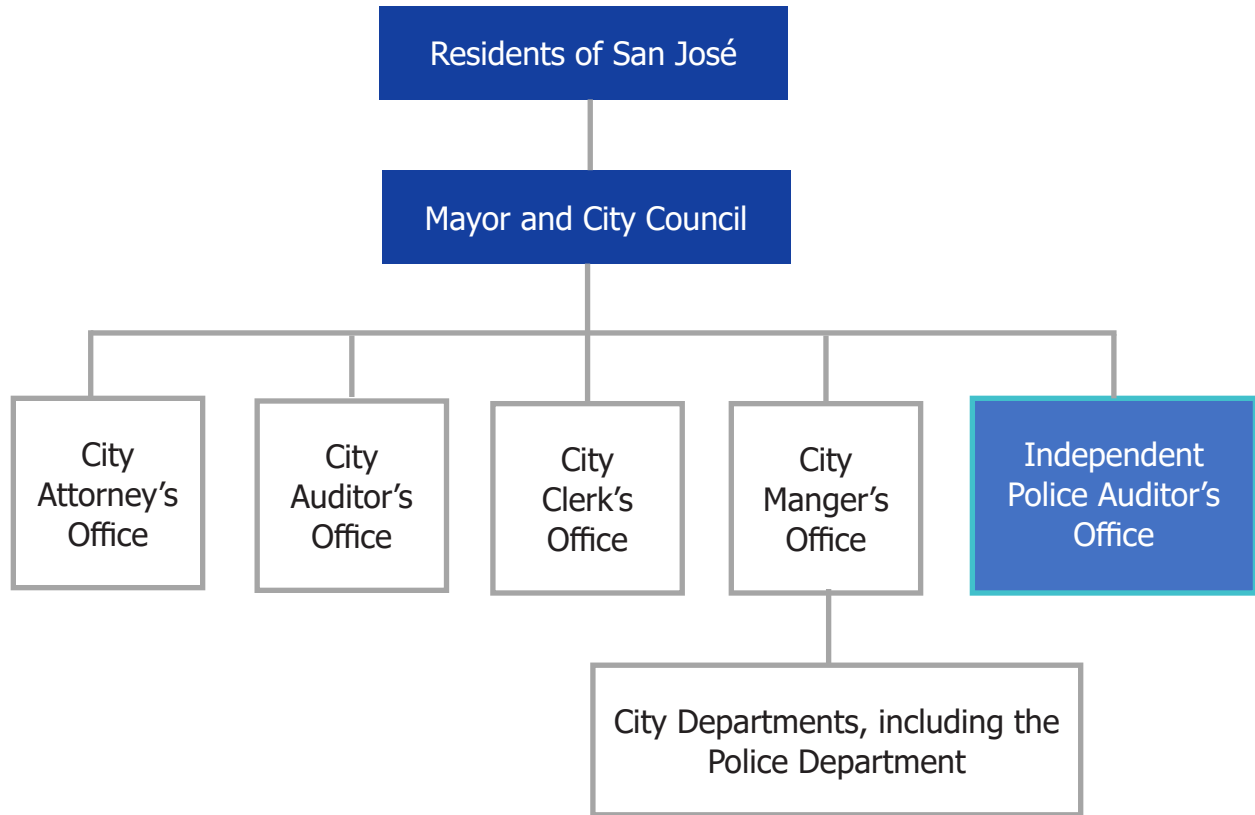 Residents of San José
Mayor and City Council
City
Attorney’s
Office
City
Auditor’s
Office
City
Clerk’s
Office
City
Manger’s
Office
Independent
Police Auditor’s
Office
City Departments, including the
Police Department